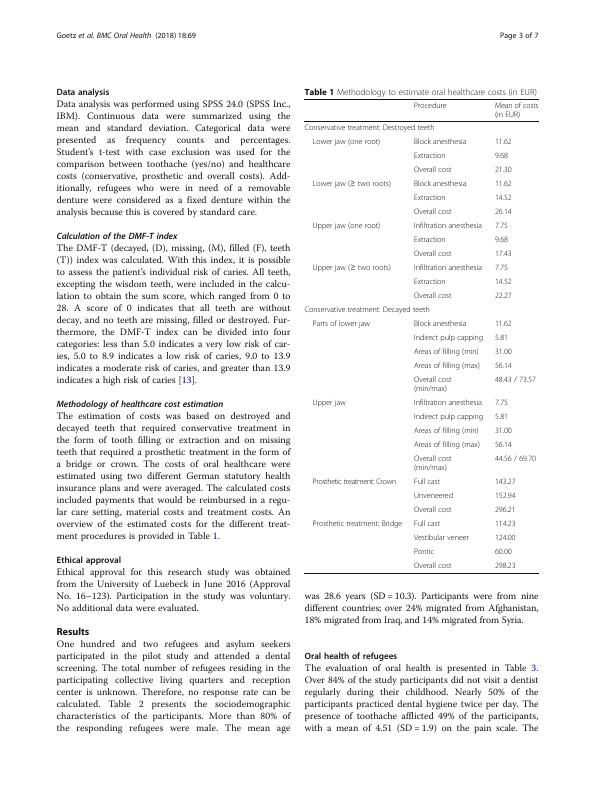 Goetz et al. BMC Oral Health (2018) 18:69
Page 3 of 7
Data analysis
Data analysis was performed using SPSS 24.0 (SPSS Inc.,
IBM). Continuous data were summarized using the
mean and standard deviation. Categorical data were
presented as frequency counts and percentages.
Student's t-test with case exclusion was used for the
comparison between toothache (yes/no) and healthcare
costs (conservative, prosthetic and overall costs). Add-
itionally, refugees who were in need of a removable
denture were considered as a fixed denture within the
analysis because this is covered by standard care.
Calculation of the DMF-T index
The DMF-T (decayed, (D), missing, (M), filled (F), teeth
(T)) index was calculated. With this index, it is possible
to assess the patient's individual risk of caries. All teeth,
excepting the wisdom teeth, were included in the calcu-
lation to obtain the sum score, which ranged from 0 to
28. A score of 0 indicates that all teeth are without
decay, and no teeth are missing, filled or destroyed. Fur-
thermore, the DMF-T index can be divided into four
categories: less than 5.0 indicates a very low risk of car-
ies, 5.0 to 8.9 indicates a low risk of caries, 9.0 to 13.9
indicates a moderate risk of caries, and greater than 13.9
indicates a high risk of caries [13].
Methodology of healthcare cost estimation
The estimation of costs was based on destroyed and
decayed teeth that required conservative treatment in
the form of tooth filling or extraction and on missing
teeth that required a prosthetic treatment in the form of
a bridge or crown. The costs of oral healthcare were
estimated using two different German statutory health
insurance plans and were averaged. The calculated costs
included payments that would be reimbursed in a regu-
lar care setting, material costs and treatment costs. An
overview of the estimated costs for the different treat-
ment procedures is provided in Table 1.
Ethical approval
Ethical approval for this research study was obtained
from the University of Luebeck in June 2016 (Approval
No. 16–123). Participation in the study was voluntary.
No additional data were evaluated.
Results
One hundred and two refugees and asylum seekers
participated in the pilot study and attended a dental
screening. The total number of refugees residing in the
participating collective living quarters and reception
center is unknown. Therefore, no response rate can be
calculated. Table 2 presents the sociodemographic
characteristics of the participants. More than 80% of
the responding refugees were male. The mean age
Table 1 Methodology to estimate oral healthcare costs (in EUR)
Procedure Mean of costs
(in EUR)
Conservative treatment: Destroyed teeth
Lower jaw (one root) Block anesthesia 11.62
Extraction 9.68
Overall cost 21.30
Lower jaw (≥ two roots) Block anesthesia 11.62
Extraction 14.52
Overall cost 26.14
Upper jaw (one root) Infiltration anesthesia 7.75
Extraction 9.68
Overall cost 17.43
Upper jaw (≥ two roots) Infiltration anesthesia 7.75
Extraction 14.52
Overall cost 22.27
Conservative treatment: Decayed teeth
Parts of lower jaw Block anesthesia 11.62
Indirect pulp capping 5.81
Areas of filling (min) 31.00
Areas of filling (max) 56.14
Overall cost 48.43 / 73.57
(min/max)
Upper jaw Infiltration anesthesia 7.75
Indirect pulp capping 5.81
Areas of filling (min) 31.00
Areas of filling (max) 56.14
Overall cost 44.56 / 69.70
(min/max)
Prosthetic treatment: Crown Full cast 143.27
Unveneered 152.94
Overall cost 296.21
Prosthetic treatment: Bridge Full cast 114.23
Vestibular veneer 124.00
Pontic 60.00
Overall cost 298.23
was 28.6 years (SD = 10.3). Participants were from nine
different countries; over 24% migrated from Afghanistan,
18% migrated from Iraq, and 14% migrated from Syria.
Oral health of refugees
The evaluation of oral health is presented in Table 3.
Over 84% of the study participants did not visit a dentist
regularly during their childhood. Nearly 50% of the
participants practiced dental hygiene twice per day. The
presence of toothache afflicted 49% of the participants,
with a mean of 4.51 (SD = 1.9) on the pain scale. The